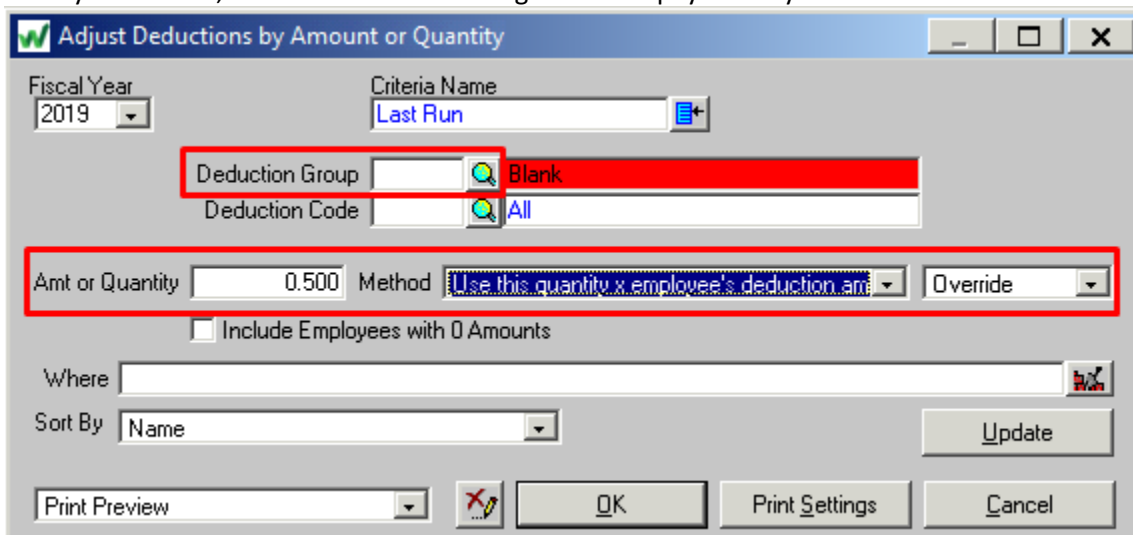 Adjust Deductions by Amount or Quantity
Fiscal Year Criteria Name
2019 Last Run
Deduction Group Blank
Deduction Code All
Amt or Quantity 0.500 Method Use this quantity x employee's deduction am Override
Include Employees with 0 Amounts
Where
Sort By Name Update
Print Preview OK Print Settings Cancel